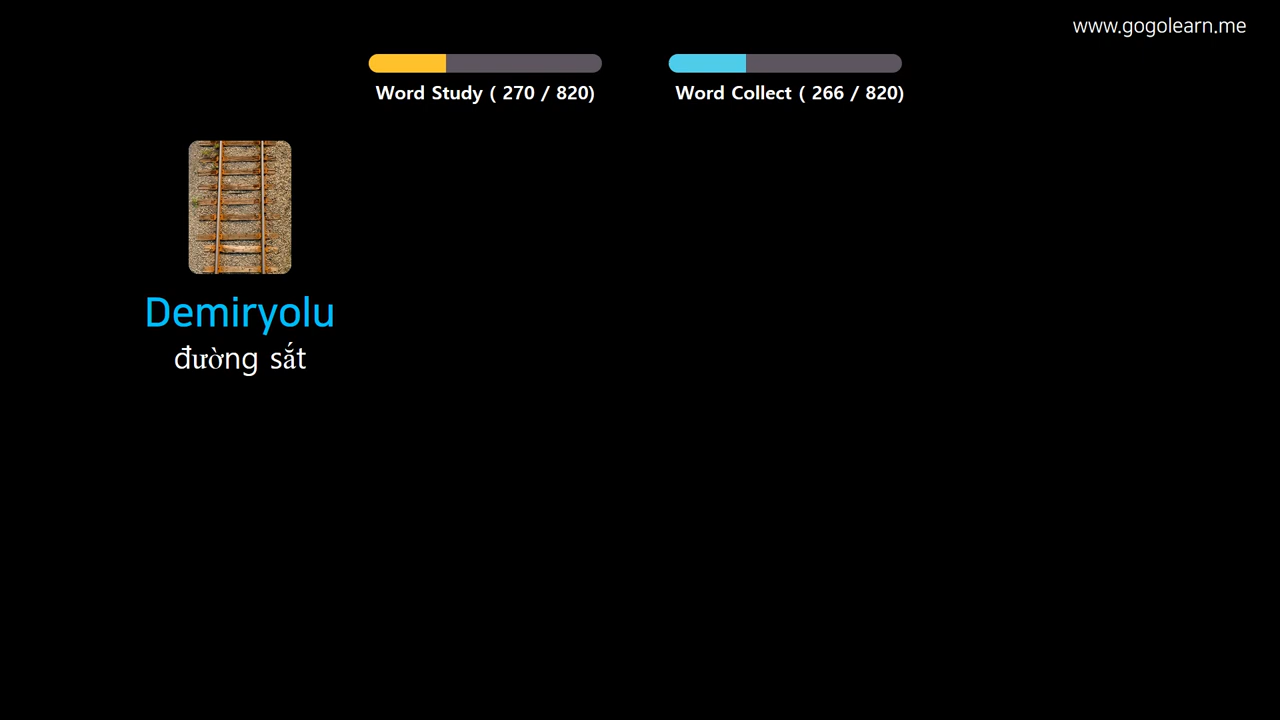 www.gogolearn.me
Word Study ( 270 / 820)
Word Collect ( 266 / 820)
Demiryolu
đường sắt